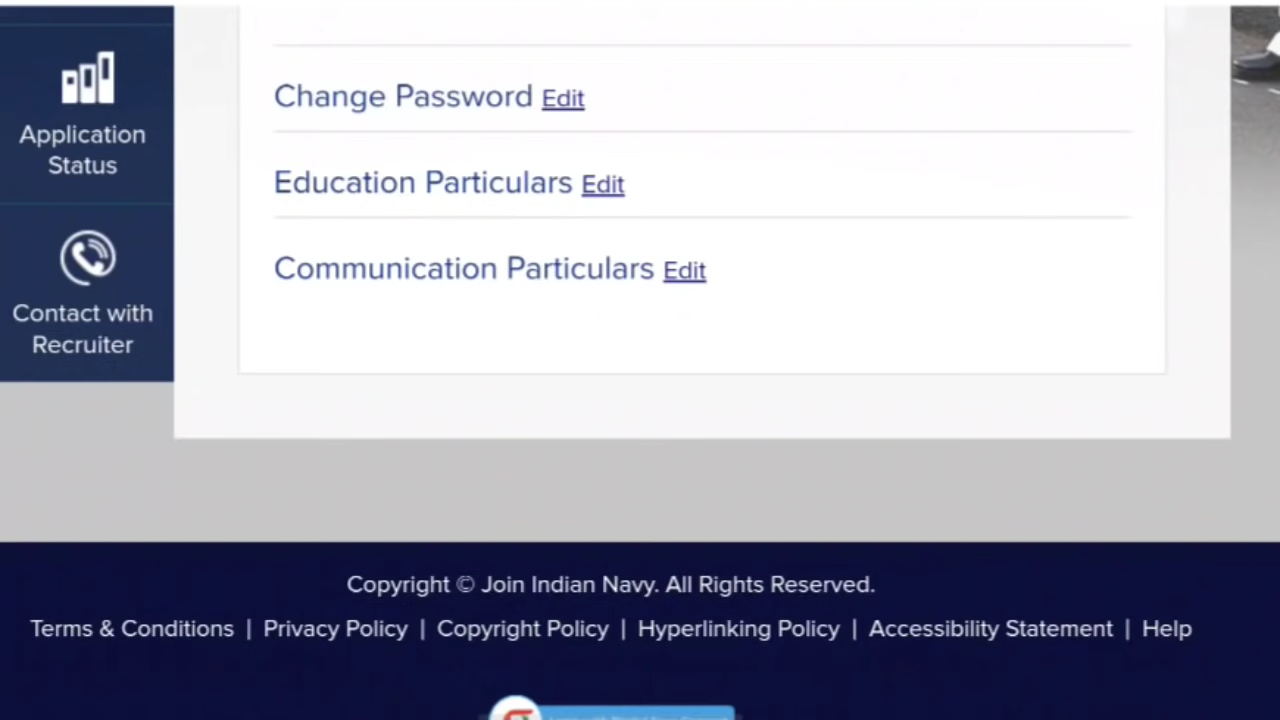 Application
Status
Contact with
Recruiter
Change Password Edit
Education Particulars Edit
Communication Particulars Edit
Copyright © Join Indian Navy. All Rights Reserved.
Terms & Conditions | Privacy Policy | Copyright Policy | Hyperlinking Policy | Accessibility Statement | Help